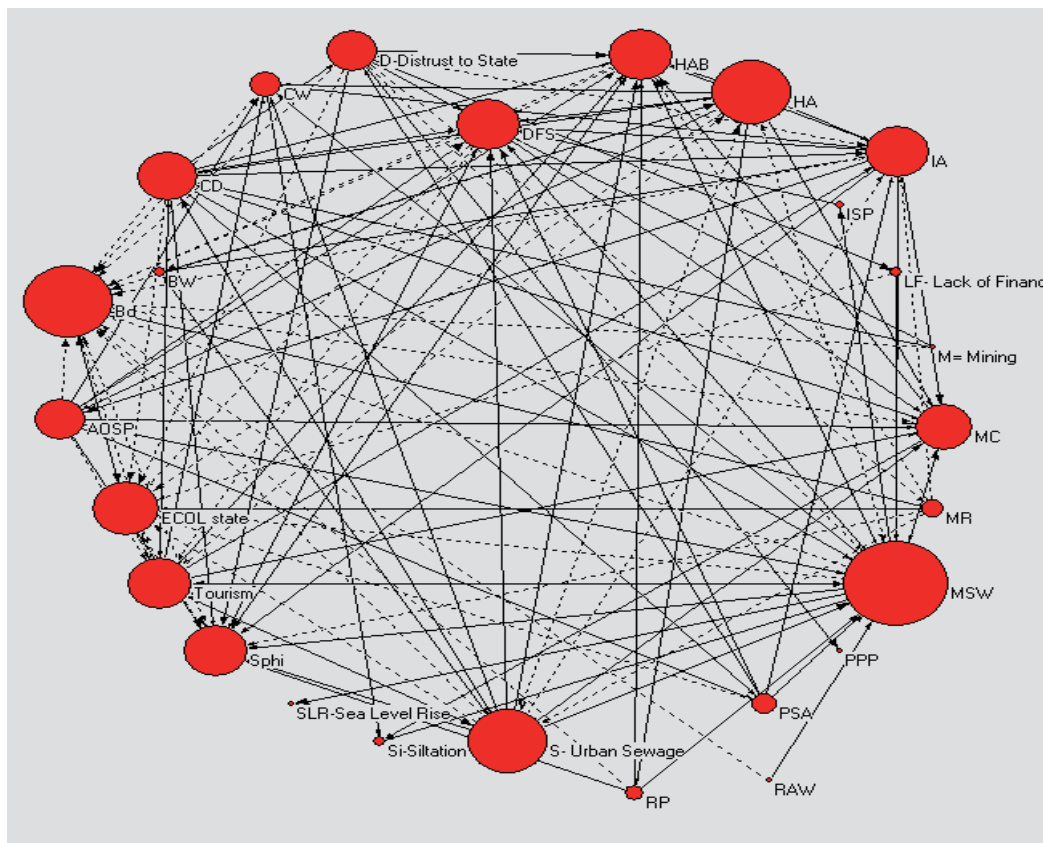 D-Distrust to State
HAB
CW
HA
DFS
IA
CD
ISP
BW
LF- Lack of Financ
Bd
M= Mining
AOSP
MC
ECOL state
MR
Tourism
MSW
Sphi
PPP
SLR-Sea Level Rise
PSA
Si-Siltation
S- Urban Sewage
RAW
RP